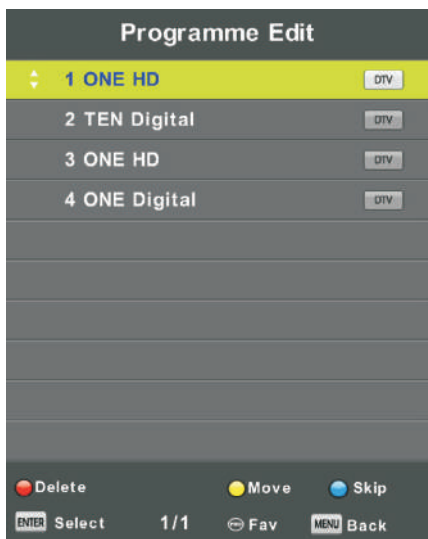 Programme Edit
1 ONE HD DTV
2 TEN Digital DTV
3 ONE HD DTV
4 ONE Digital DTV
Delete Move Skip
ENTER Select 1/1 Fav MENU Back